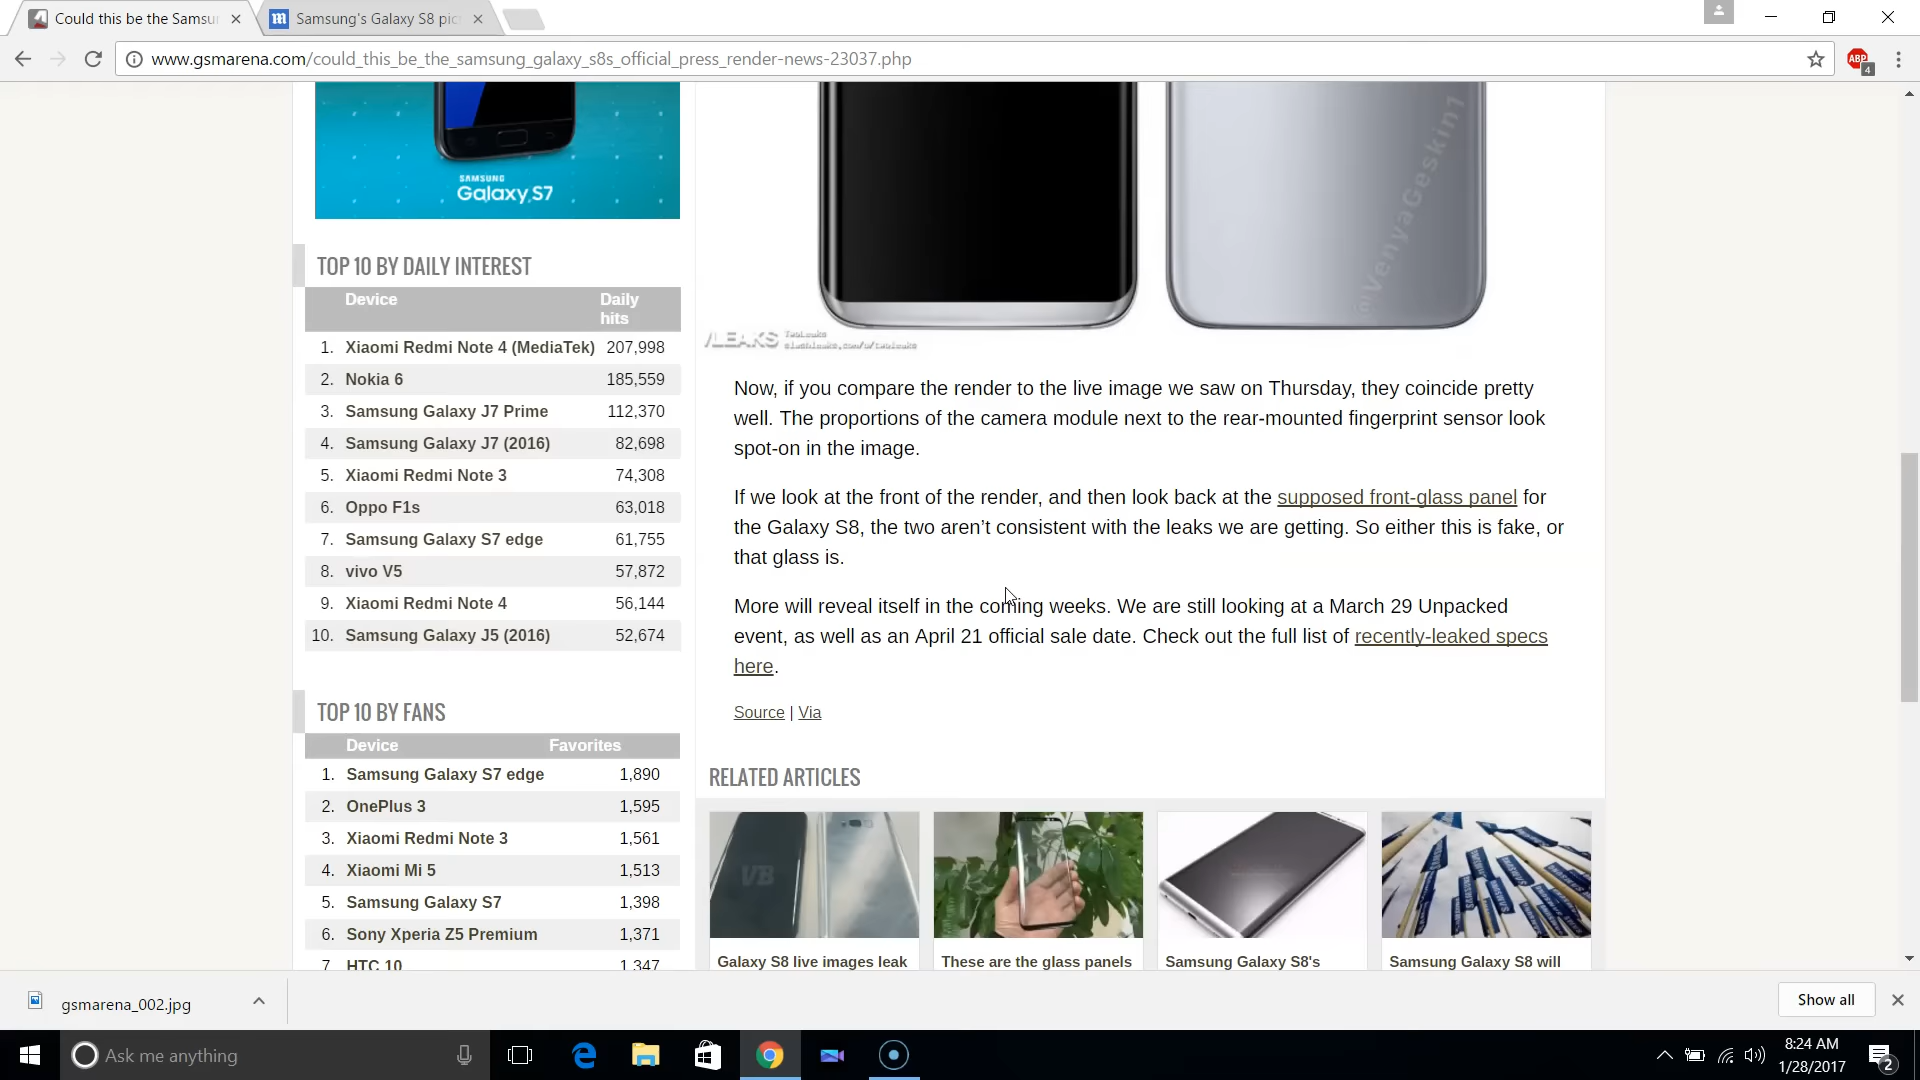 Could this be the Samsu
Samsung's Galaxy S8 pic
www.gsmarena.com/could_this_be_the_samsung_galaxy_s8s_official_press_render-news-23037.php
ABP
4
SAMSUNG
Galaxy S7
TOP 10 BY DAILY INTEREST
Device Daily hits
1. Xiaomi Redmi Note 4 (MediaTek) 207,998
2. Nokia 6 185,559
3. Samsung Galaxy J7 Prime 112,370
4. Samsung Galaxy J7 (2016) 82,698
5. Xiaomi Redmi Note 3 74,308
6. Oppo F1s 63,018
7. Samsung Galaxy S7 edge 61,755
8. vivo V5 57,872
9. Xiaomi Redmi Note 4 56,144
10. Samsung Galaxy J5 (2016) 52,674
TOP 10 BY FANS
Device Favorites
1. Samsung Galaxy S7 edge 1,890
2. OnePlus 3 1,595
3. Xiaomi Redmi Note 3 1,561
4. Xiaomi Mi 5 1,513
5. Samsung Galaxy S7 1,398
6. Sony Xperia Z5 Premium 1,371
7. HTC 10 1,347
@VenyaGeskin1
/LEAKS
Now, if you compare the render to the live image we saw on Thursday, they coincide pretty
well. The proportions of the camera module next to the rear-mounted fingerprint sensor look
spot-on in the image.
If we look at the front of the render, and then look back at the supposed front-glass panel for
the Galaxy S8, the two aren’t consistent with the leaks we are getting. So either this is fake, or
that glass is.
More will reveal itself in the coming weeks. We are still looking at a March 29 Unpacked
event, as well as an April 21 official sale date. Check out the full list of recently-leaked specs
here.
Source | Via
RELATED ARTICLES
VB
Galaxy S8 live images leak
These are the glass panels
Samsung Galaxy S8's
Samsung Galaxy S8 will
gsmarena_002.jpg
Show all
Ask me anything
8:24 AM
1/28/2017
2